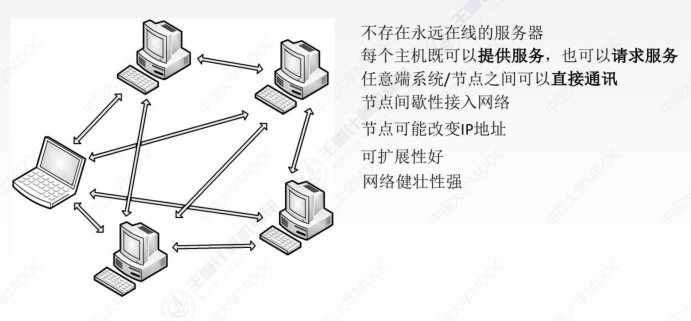 不存在永远在线的服务器
每个主机既可以提供服务，也可以请求服务
任意端系统/节点之间可以直接通讯
节点间歇性接入网络
节点可能改变IP地址
可扩展性好
网络健壮性强